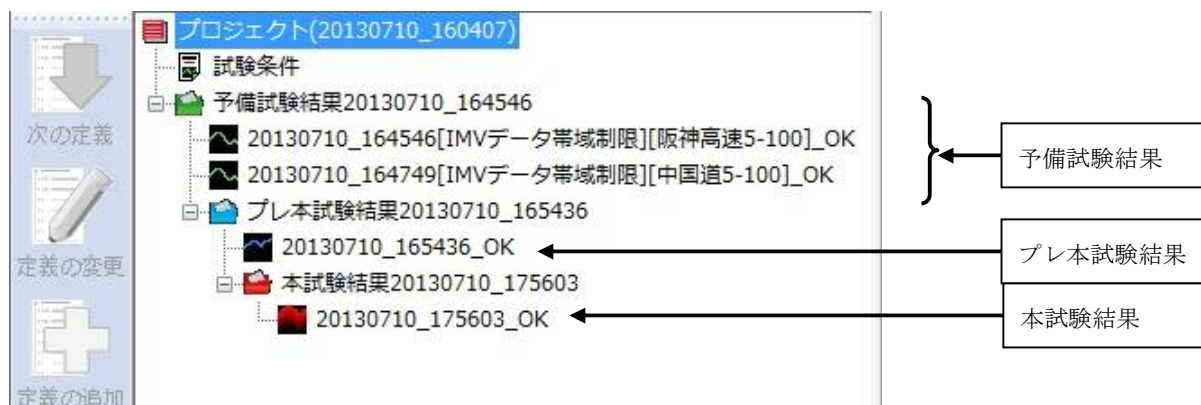 プロジェクト(20130710_160407)
試験条件
予備試験結果20130710_164546
20130710_164546[IMVデータ帯域制限][阪神高速5-100]_OK
20130710_164749[IMVデータ帯域制限][中国道5-100]_OK
プレ本試験結果20130710_165436
20130710_165436_OK
本試験結果20130710_175603
20130710_175603_OK
次の定義
定義の変更
定義の追加
予備試験結果
プレ本試験結果
本試験結果